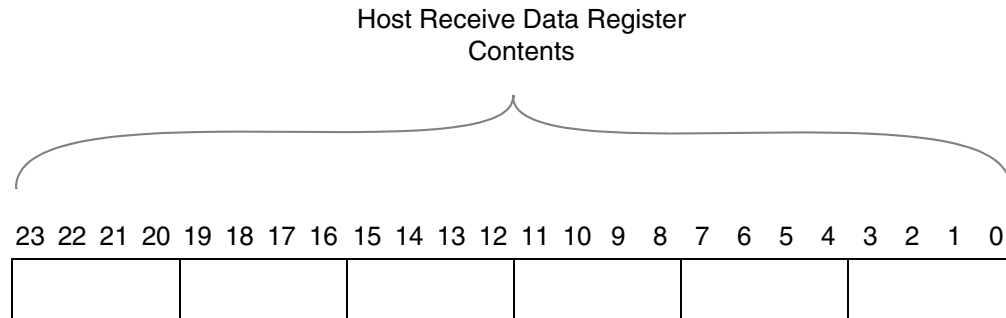 Host Receive Data Register
Contents
23 22 21 20 19 18 17 16 15 14 13 12 11 10 9 8 7 6 5 4 3 2 1 0